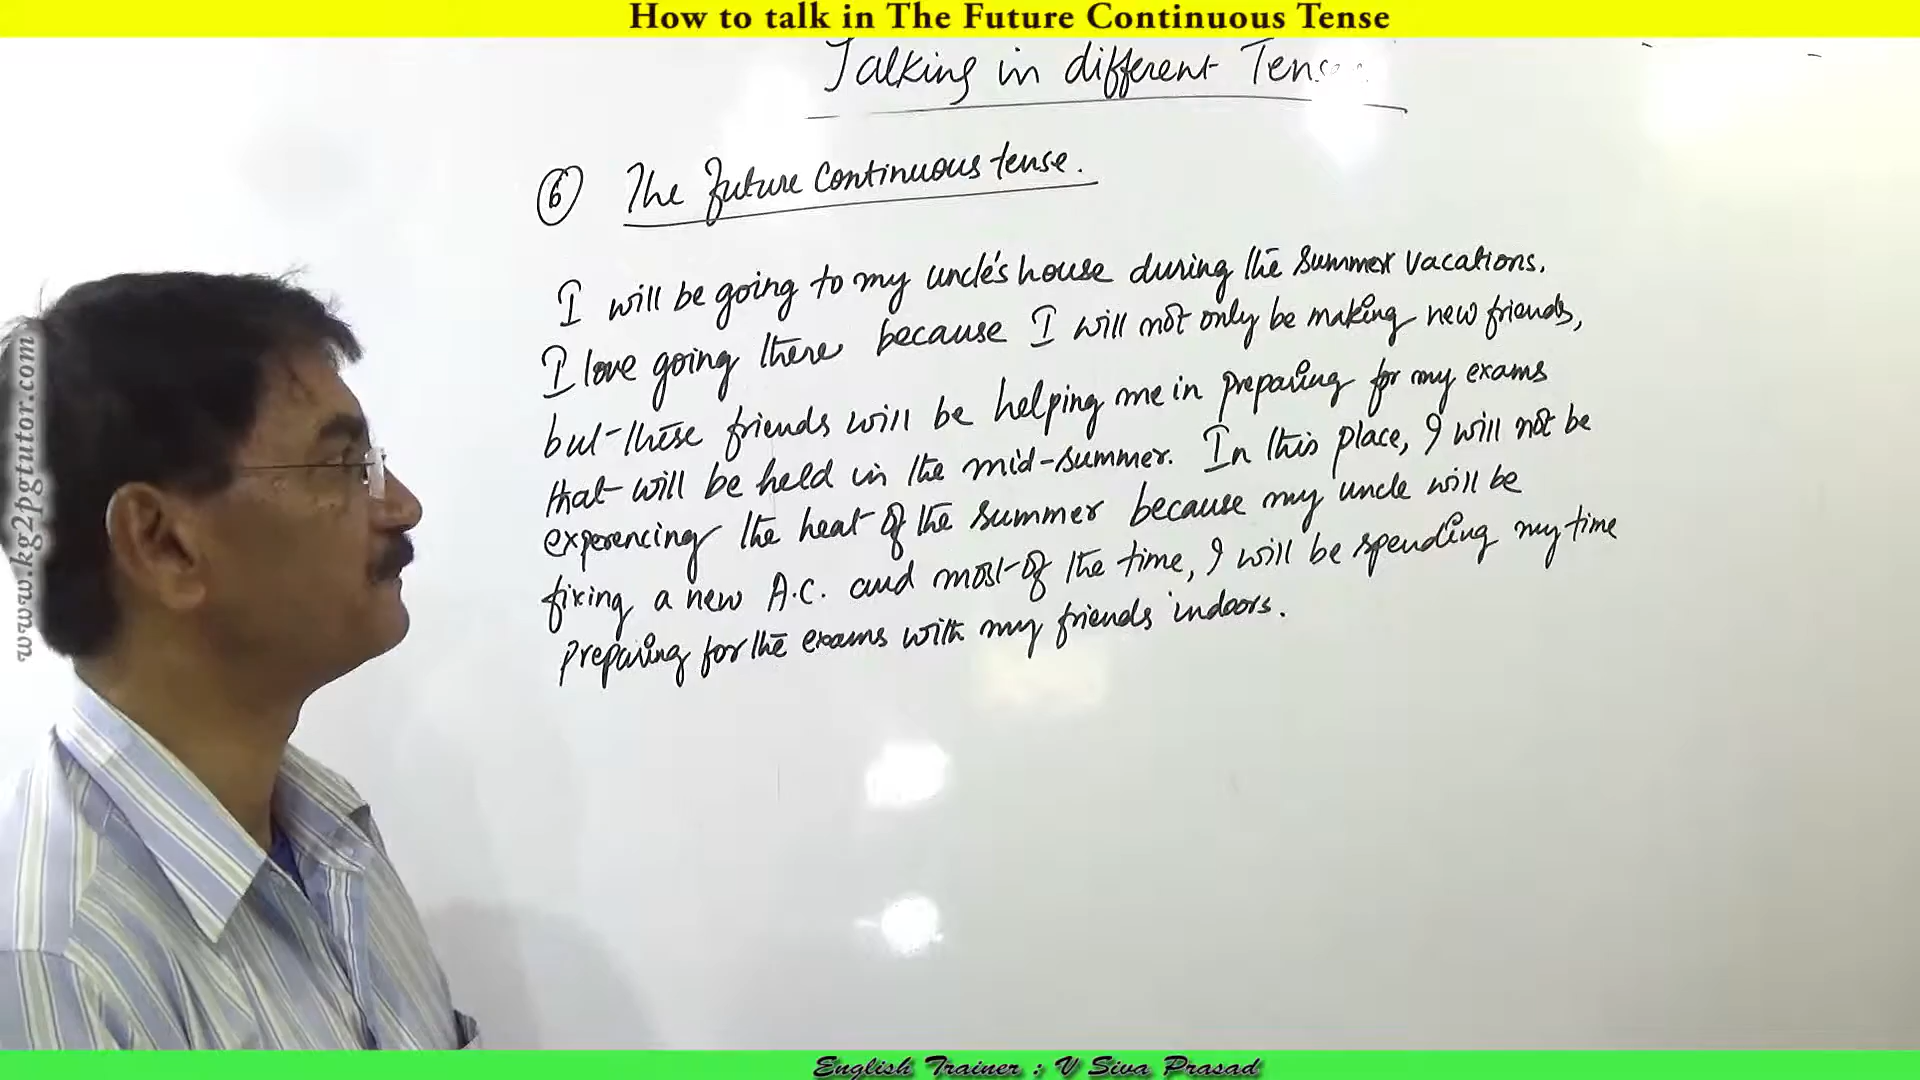 How to talk in The Future Continuous Tense
Talking in different Tense
6 The Future Continuous tense.
I will be going to my uncle's house during the summer vacations.
I love going there because I will not only be making new friends,
but these friends will be helping me in preparing for my exams
that will be held in the mid-summer. In this place, I will not be
experencing the heat of the summer because my uncle will be
fixing a new A.C. and most of the time, I will be spending my time
preparing for the exams with my friends indoors.
www.kg2pgtutor.com
English Trainer : V Siva Prasad